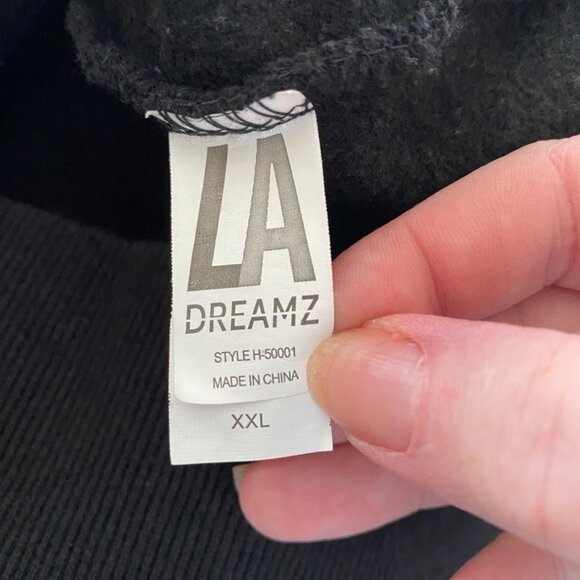 LA
DREAMZ
STYLE H-50001
MADE IN CHINA
XXL